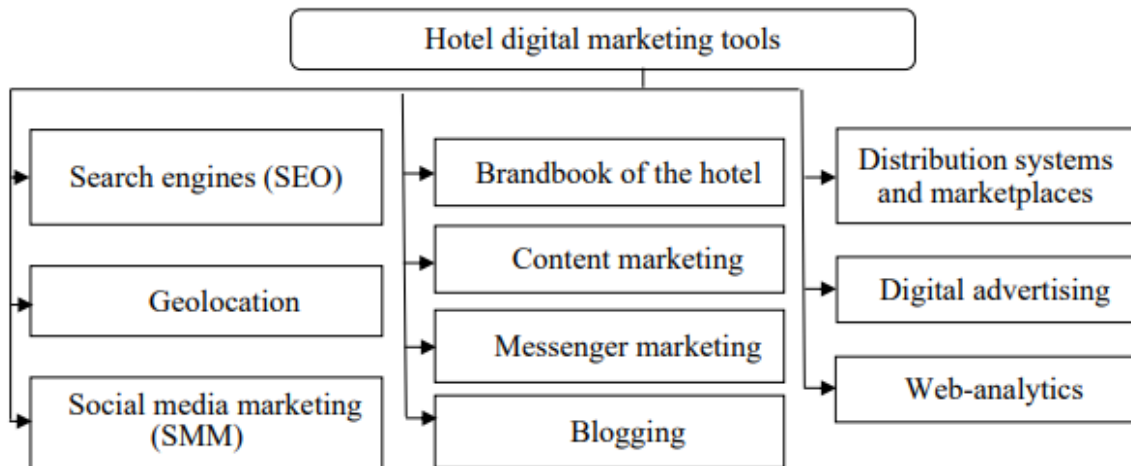 Hotel digital marketing tools
Search engines (SEO)
Geolocation
Social media marketing
(SMM)
Brandbook of the hotel
Content marketing
Messenger marketing
Blogging
Distribution systems
and marketplaces
Digital advertising
Web-analytics